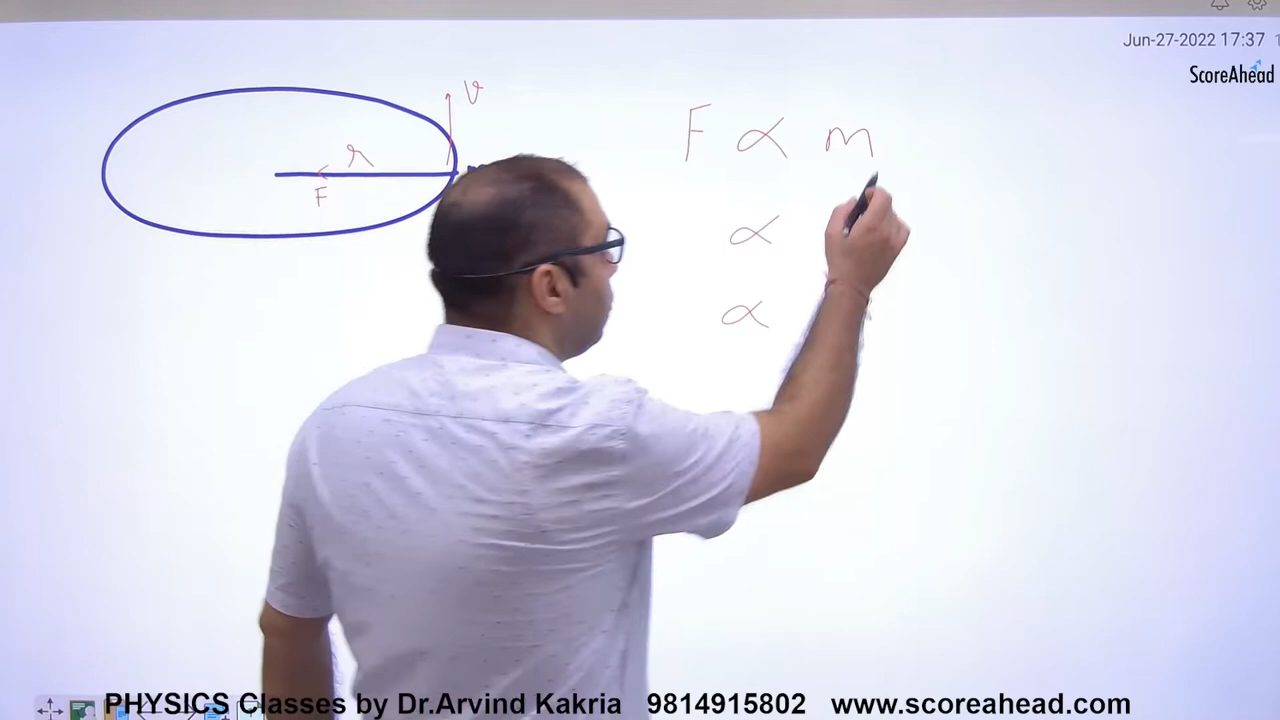 Jun-27-2022 17:37
ScoreAhead
v
r
F
F ∝ m
∝
∝
PHYSICS Classes by Dr.Arvind Kakria 9814915802 www.scoreahead.com